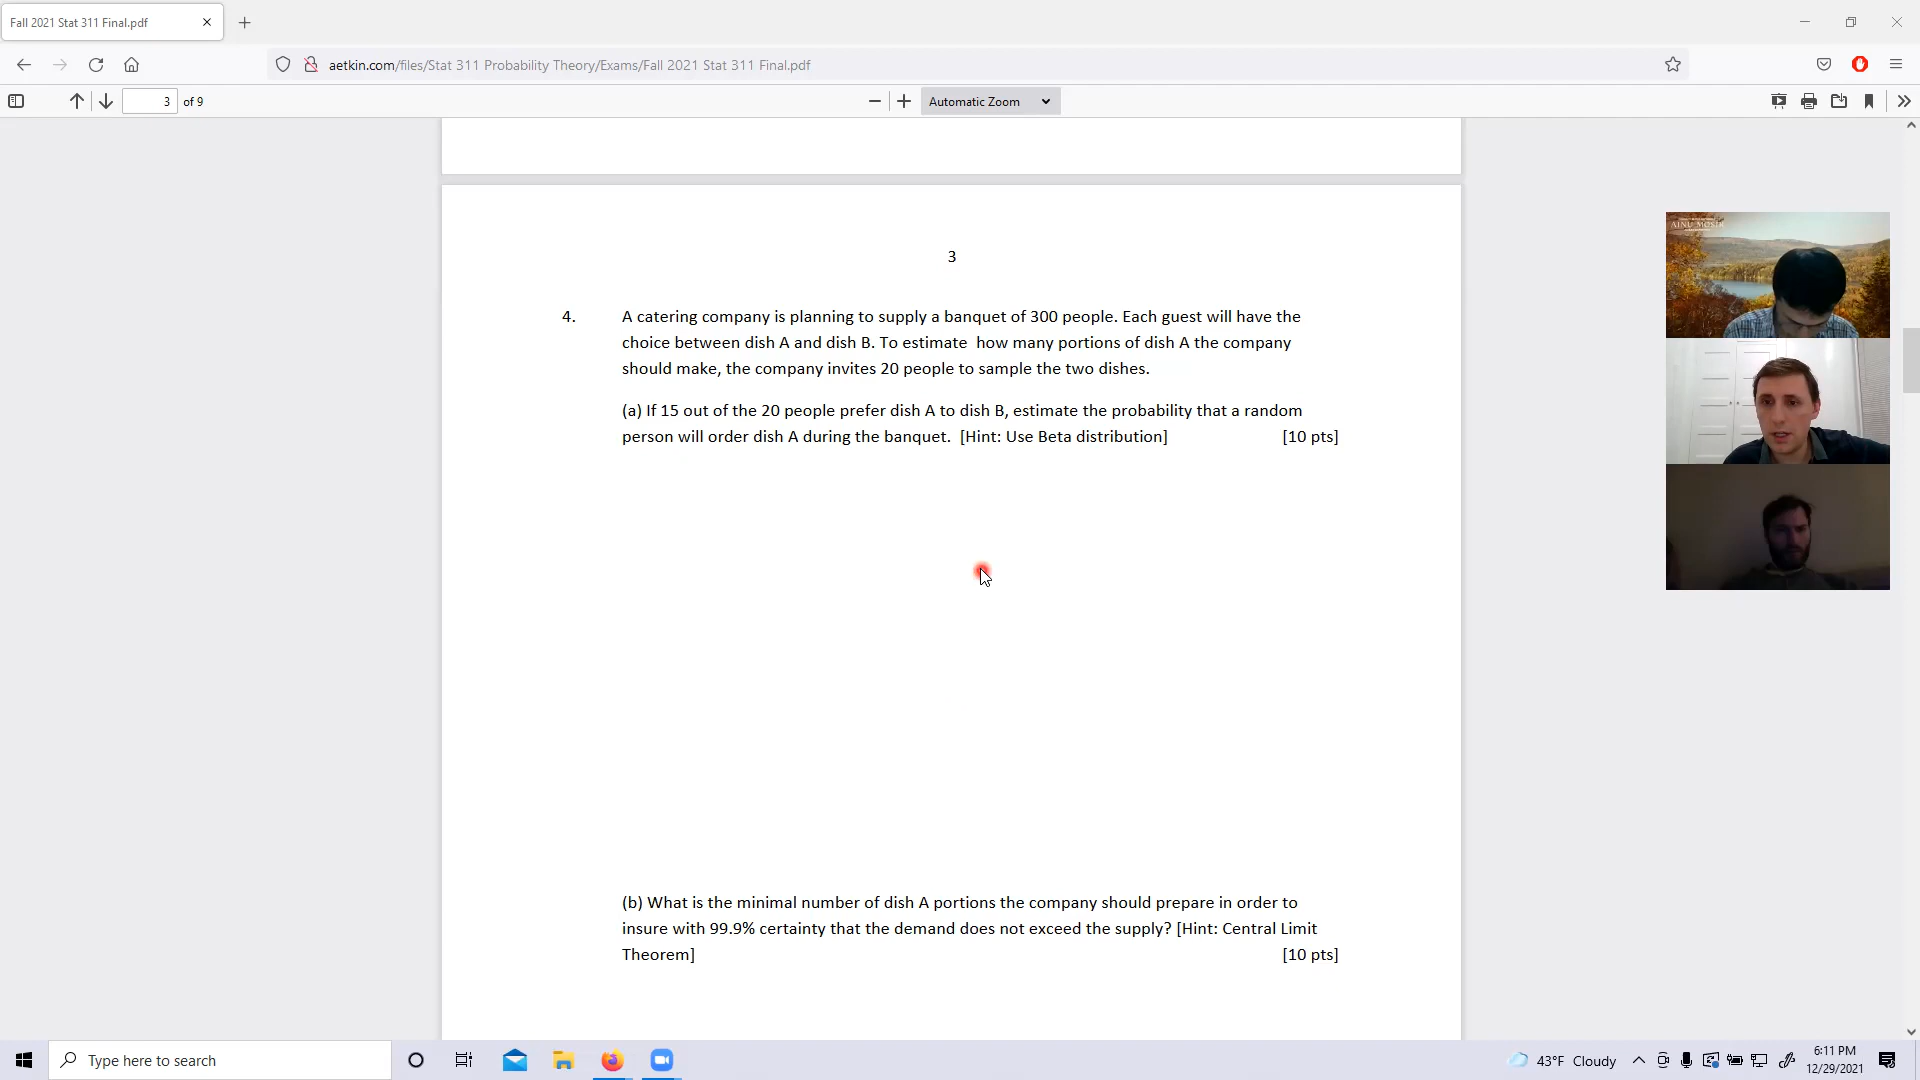 Fall 2021 Stat 311 Final.pdf
aetkin.com/files/Stat 311 Probability Theory/Exams/Fall 2021 Stat 311 Final.pdf
3 of 9
Automatic Zoom
3
4. A catering company is planning to supply a banquet of 300 people. Each guest will have the
choice between dish A and dish B. To estimate  how many portions of dish A the company
should make, the company invites 20 people to sample the two dishes.
(a) If 15 out of the 20 people prefer dish A to dish B, estimate the probability that a random
person will order dish A during the banquet.  [Hint: Use Beta distribution] [10 pts]
(b) What is the minimal number of dish A portions the company should prepare in order to
insure with 99.9% certainty that the demand does not exceed the supply? [Hint: Central Limit
Theorem] [10 pts]
AINU MOSIR
Type here to search
43°F Cloudy
6:11 PM
12/29/2021